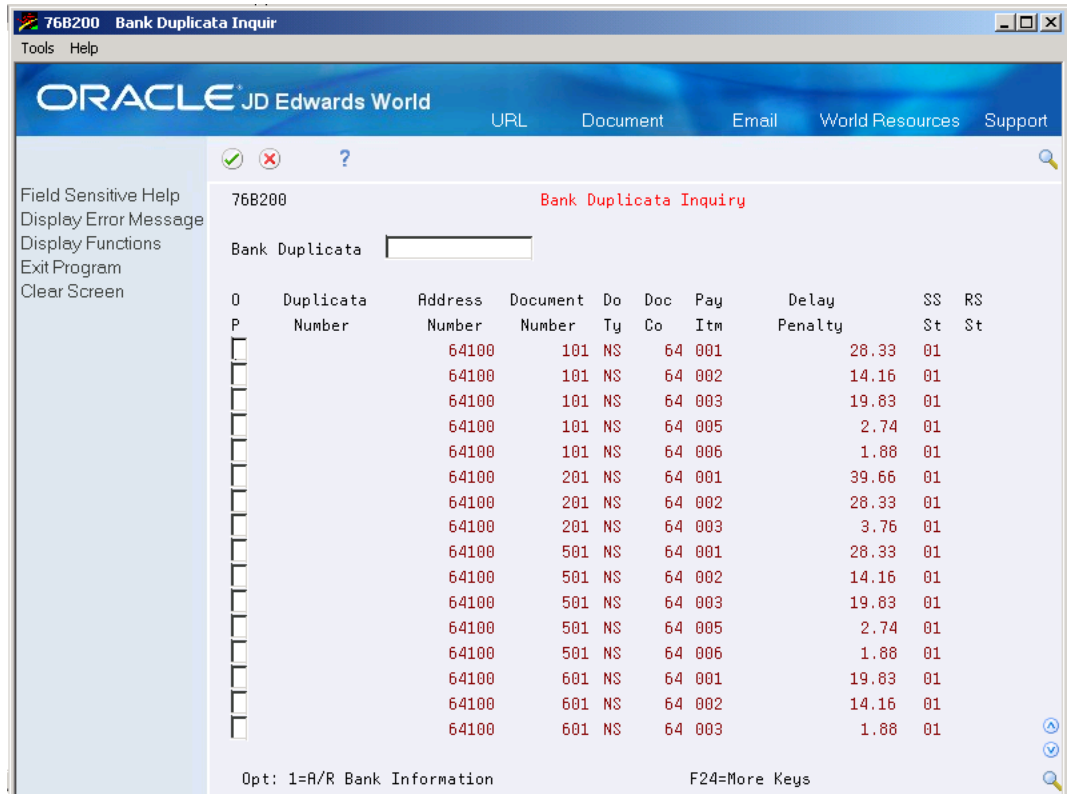 76B200 Bank Duplicata Inquir
Tools Help
ORACLE JD Edwards World
URL Document Email World Resources Support
?
Field Sensitive Help
Display Error Message
Display Functions
Exit Program
Clear Screen
76B200 Bank Duplicata Inquiry
Bank Duplicata
O Duplicata Address Document Do Doc Pay Delay SS RS
P Number Number Number Ty Co Itm Penalty St St
64100 101 NS 64 001 28.33 01
64100 101 NS 64 002 14.16 01
64100 101 NS 64 003 19.83 01
64100 101 NS 64 005 2.74 01
64100 101 NS 64 006 1.88 01
64100 201 NS 64 001 39.66 01
64100 201 NS 64 002 28.33 01
64100 201 NS 64 003 3.76 01
64100 501 NS 64 001 28.33 01
64100 501 NS 64 002 14.16 01
64100 501 NS 64 003 19.83 01
64100 501 NS 64 005 2.74 01
64100 501 NS 64 006 1.88 01
64100 601 NS 64 001 19.83 01
64100 601 NS 64 002 14.16 01
64100 601 NS 64 003 1.88 01
Opt: 1=A/R Bank Information F24=More Keys